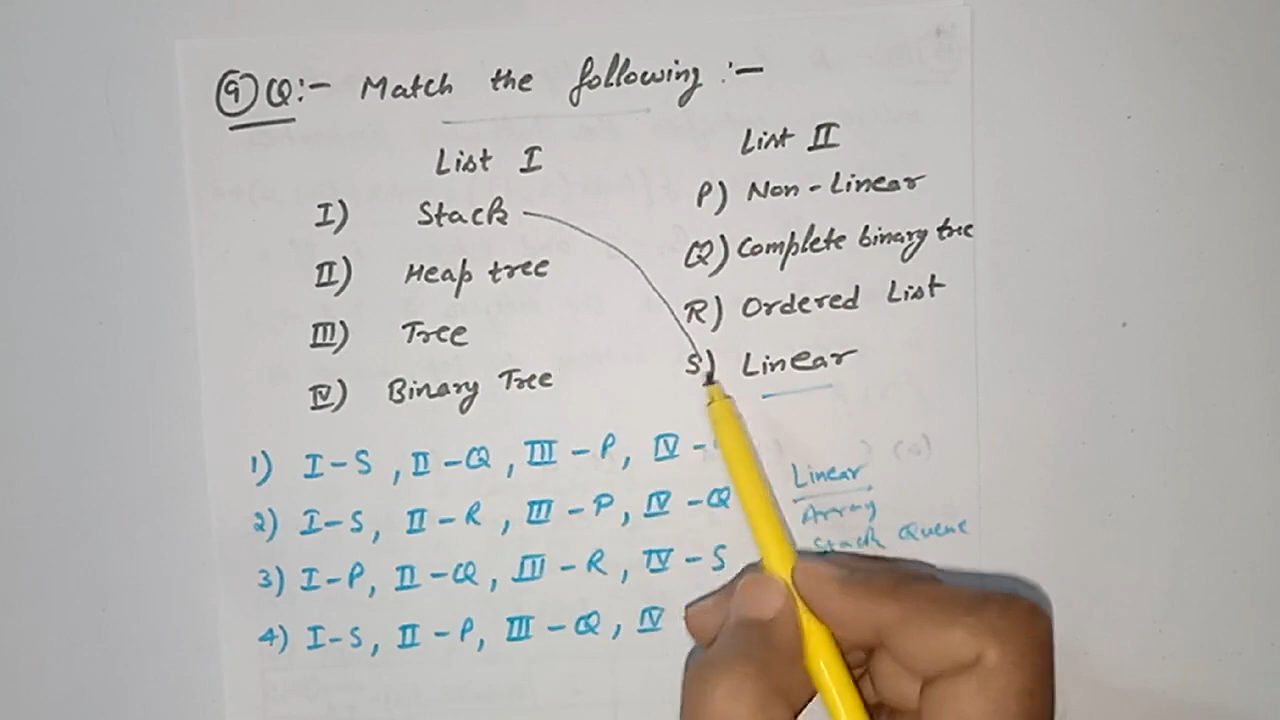 9) Q:- Match the following :-
List I
List II
I) Stack
P) Non-Linear
II) Heap tree
Q) Complete binary tree
III) Tree
R) Ordered List
IV) Binary Tree
S) Linear
1) I-S, II-Q, III-P, IV-
2) I-S, II-R, III-P, IV-Q
3) I-P, II-Q, III-R, IV-S
4) I-S, II-P, III-Q, IV
Linear
Array
Stack Queue